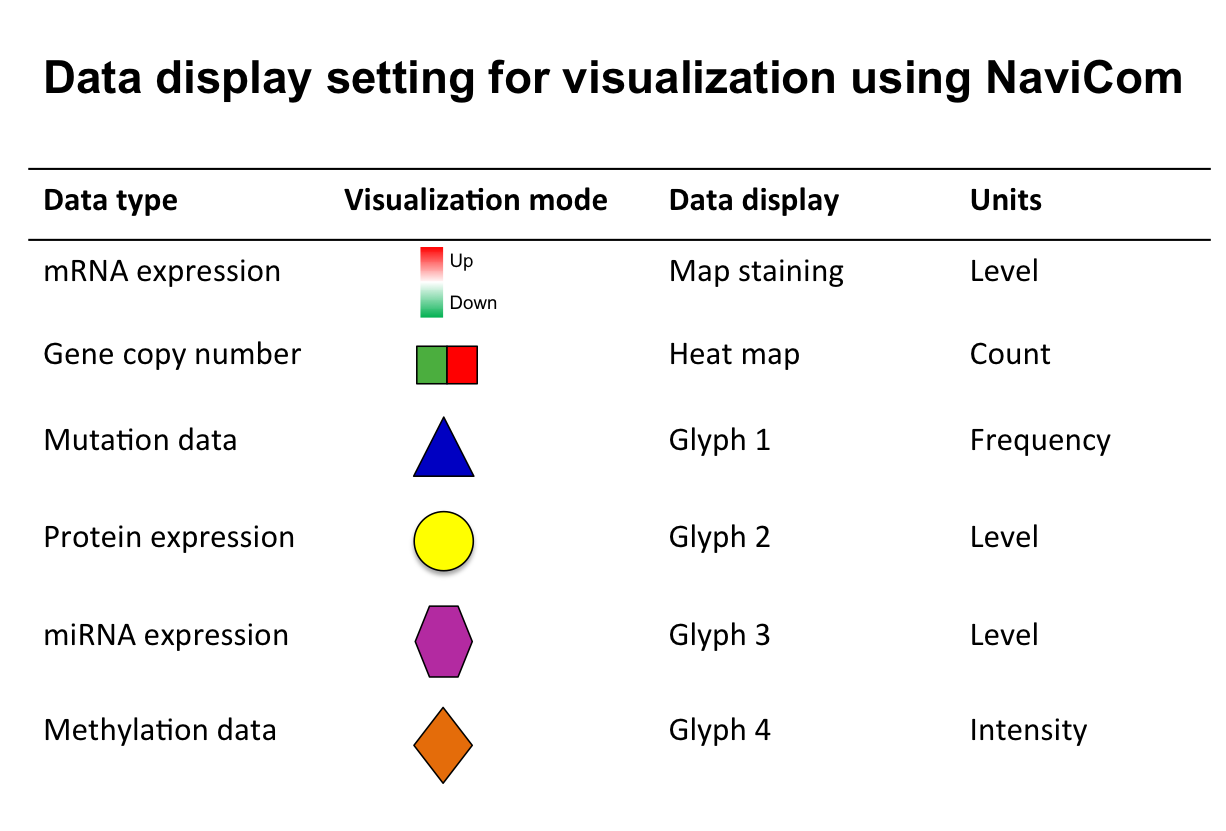 Data display setting for visualization using NaviCom
Data type Visualization mode Data display Units
mRNA expression Up Down Map staining Level
Gene copy number Heat map Count
Mutation data Glyph 1 Frequency
Protein expression Glyph 2 Level
miRNA expression Glyph 3 Level
Methylation data Glyph 4 Intensity